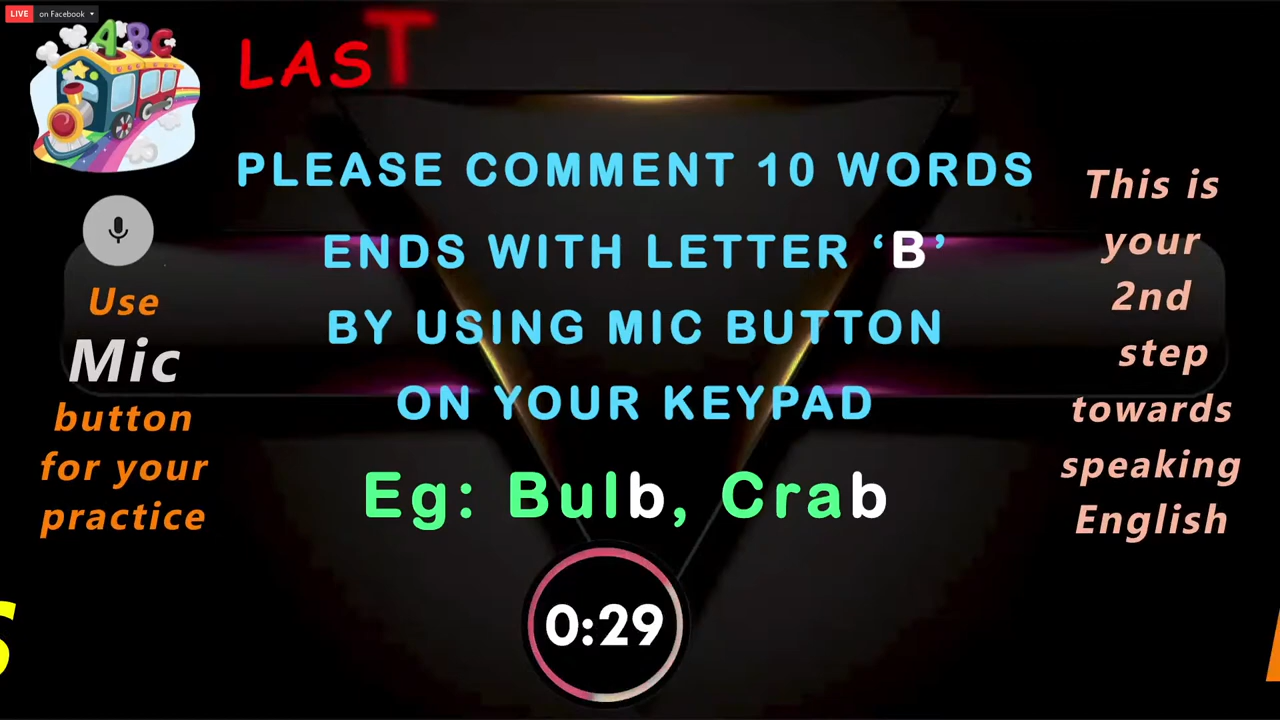 LIVE on Facebook
ABC
LAST
PLEASE COMMENT 10 WORDS
ENDS WITH LETTER ‘B’
BY USING MIC BUTTON
ON YOUR KEYPAD
Eg: Bulb, Crab
0:29
Use
Mic
button
for your
practice
This is
your
2nd
step
towards
speaking
English